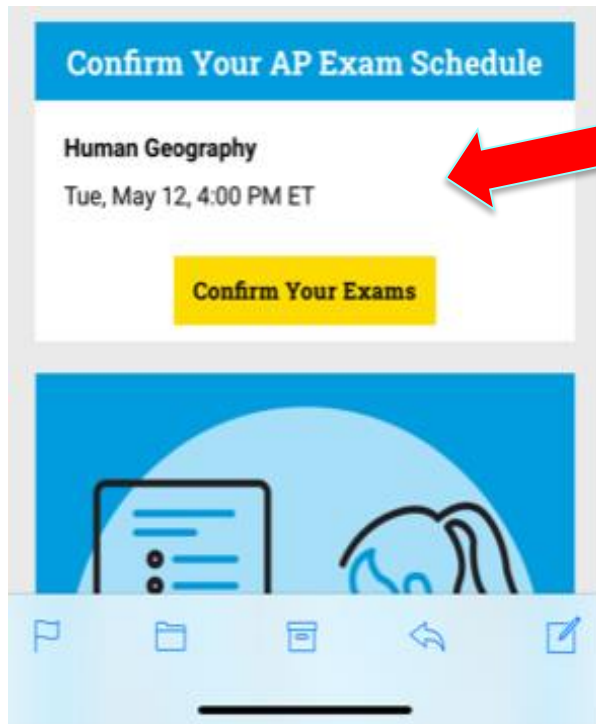 Confirm Your AP Exam Schedule
Human Geography
Tue, May 12, 4:00 PM ET
Confirm Your Exams